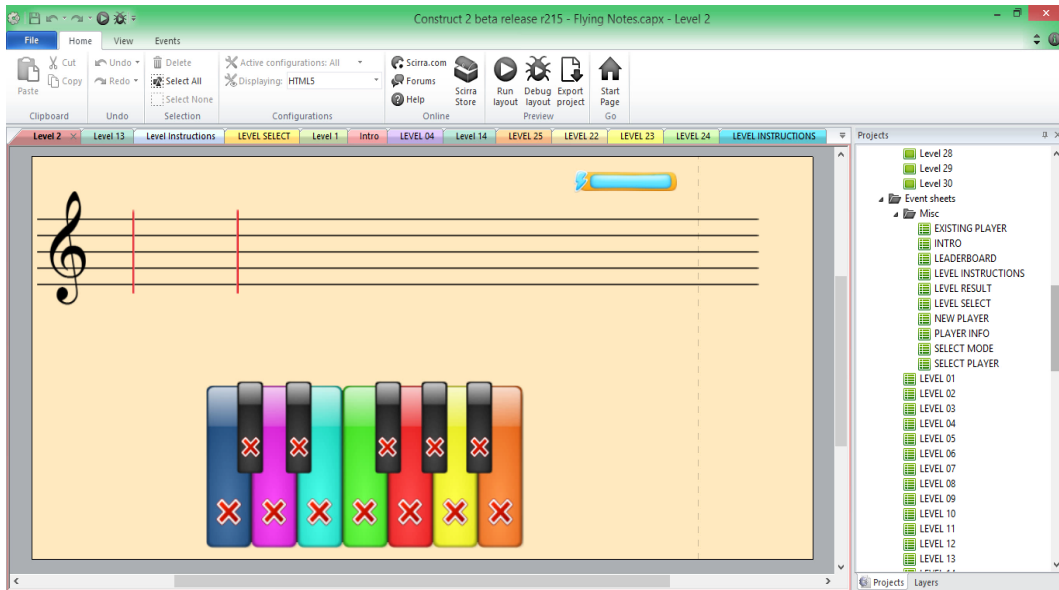 Construct 2 beta release r215 - Flying Notes.capx - Level 2
File Home View Events
Paste
Cut
Copy
Clipboard
Undo
Redo
Undo
Delete
Select All
Select None
Selection
Active configurations: All
Displaying: HTML5
Configurations
Scirra.com
Forums
Help
Scirra Store
Online
Run layout
Debug layout
Export project
Preview
Start Page
Go
Level 2 Level 13 Level Instructions LEVEL SELECT Level 1 Intro LEVEL 04 Level 14 LEVEL 25 LEVEL 22 LEVEL 23 LEVEL 24 LEVEL INSTRUCTIONS
Projects
Level 28
Level 29
Level 30
Event sheets
Misc
EXISTING PLAYER
INTRO
LEADERBOARD
LEVEL INSTRUCTIONS
LEVEL RESULT
LEVEL SELECT
NEW PLAYER
PLAYER INFO
SELECT MODE
SELECT PLAYER
LEVEL 01
LEVEL 02
LEVEL 03
LEVEL 04
LEVEL 05
LEVEL 06
LEVEL 07
LEVEL 08
LEVEL 09
LEVEL 10
LEVEL 11
LEVEL 12
LEVEL 13
Projects Layers